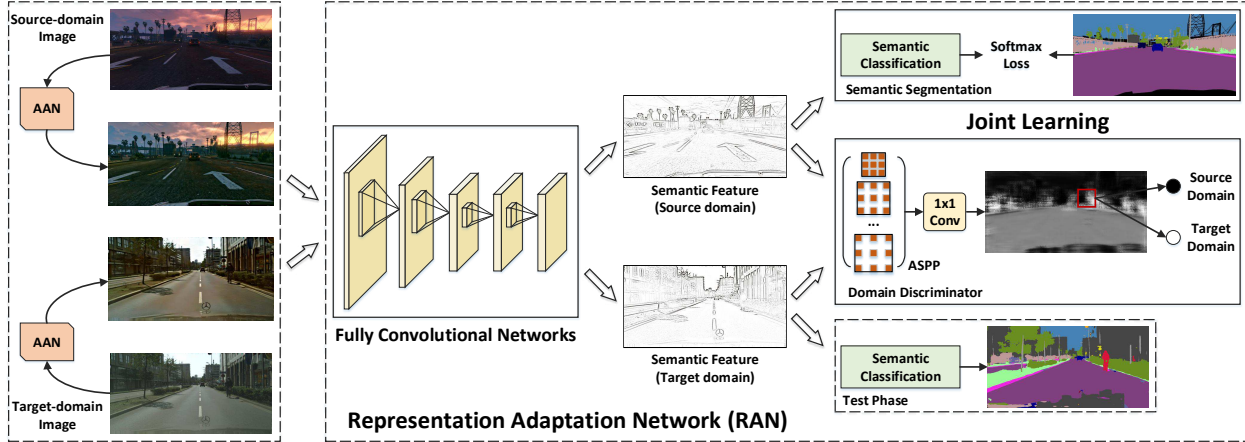 Source-domain
Image
AAN
AAN
Target-domain
Image
Fully Convolutional Networks
Representation Adaptation Network (RAN)
Semantic Feature
(Source domain)
Semantic Feature
(Target domain)
Semantic
Classification
Softmax
Loss
Semantic Segmentation
Joint Learning
...
ASPP
1x1
Conv
Source
Domain
Target
Domain
Domain Discriminator
Semantic
Classification
Test Phase